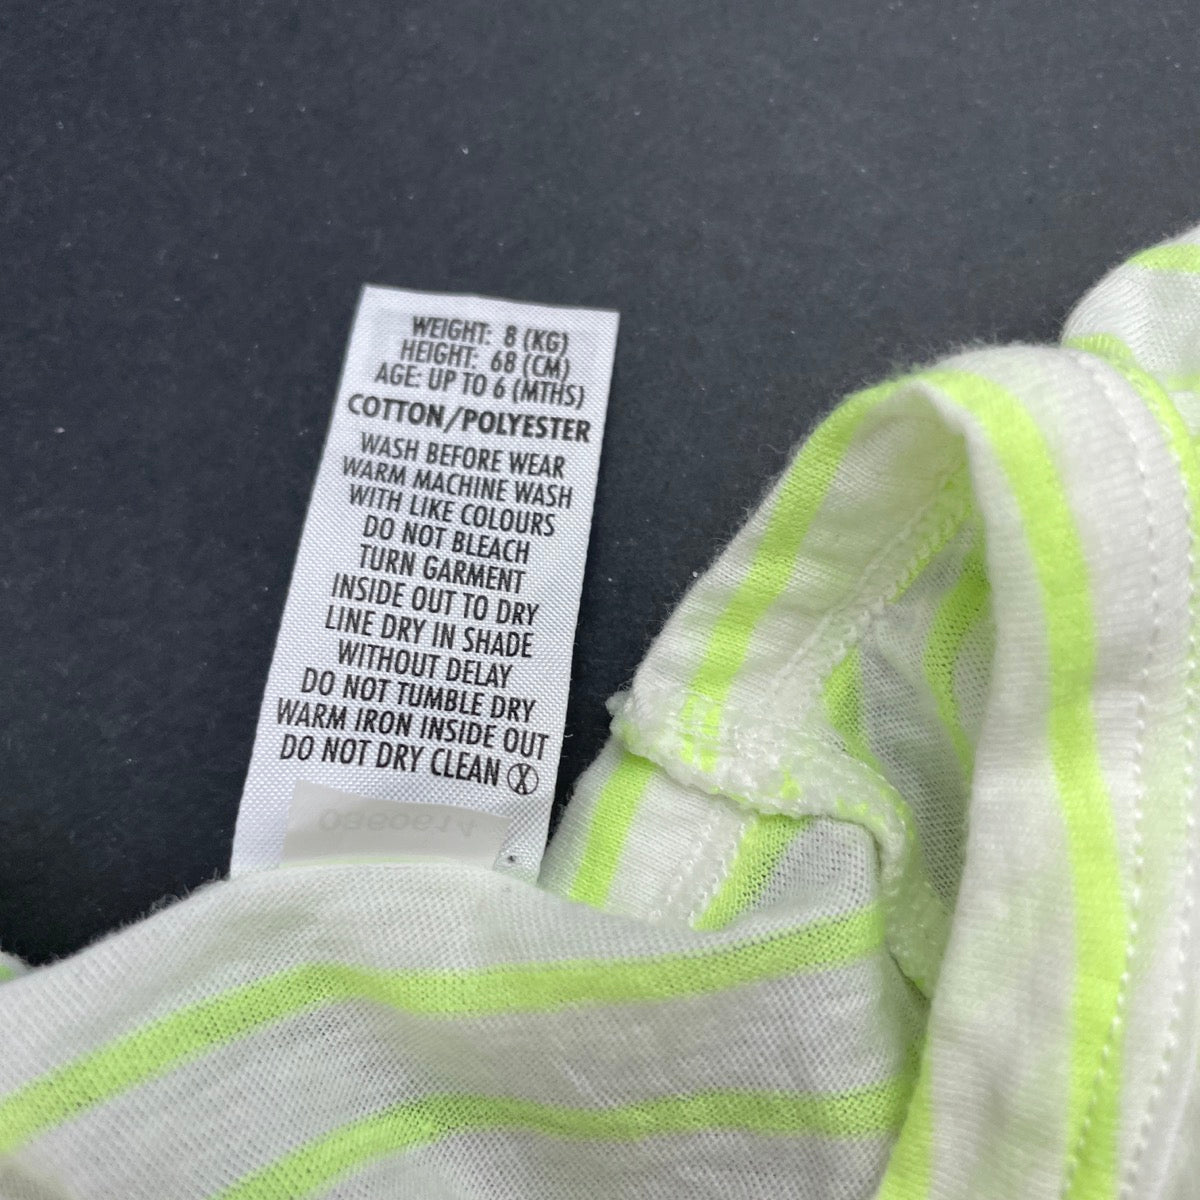 WEIGHT: 8 (KG)
HEIGHT: 68 (CM)
AGE: UP TO 6 (MTHS)
COTTON/POLYESTER
WASH BEFORE WEAR
WARM MACHINE WASH
WITH LIKE COLOURS
DO NOT BLEACH
TURN GARMENT
INSIDE OUT TO DRY
LINE DRY IN SHADE
WITHOUT DELAY
DO NOT TUMBLE DRY
WARM IRON INSIDE OUT
DO NOT DRY CLEAN Ⓧ